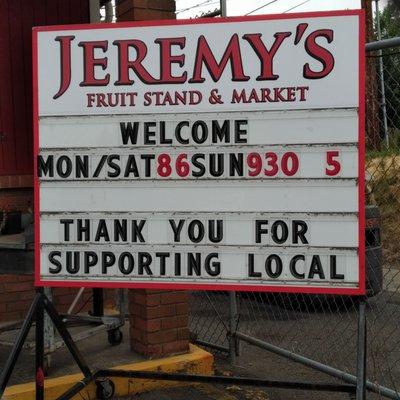 JEREMY'S
FRUIT STAND & MARKET
WELCOME
MON/SAT86SUN930 5
THANK YOU FOR
SUPPORTING LOCAL